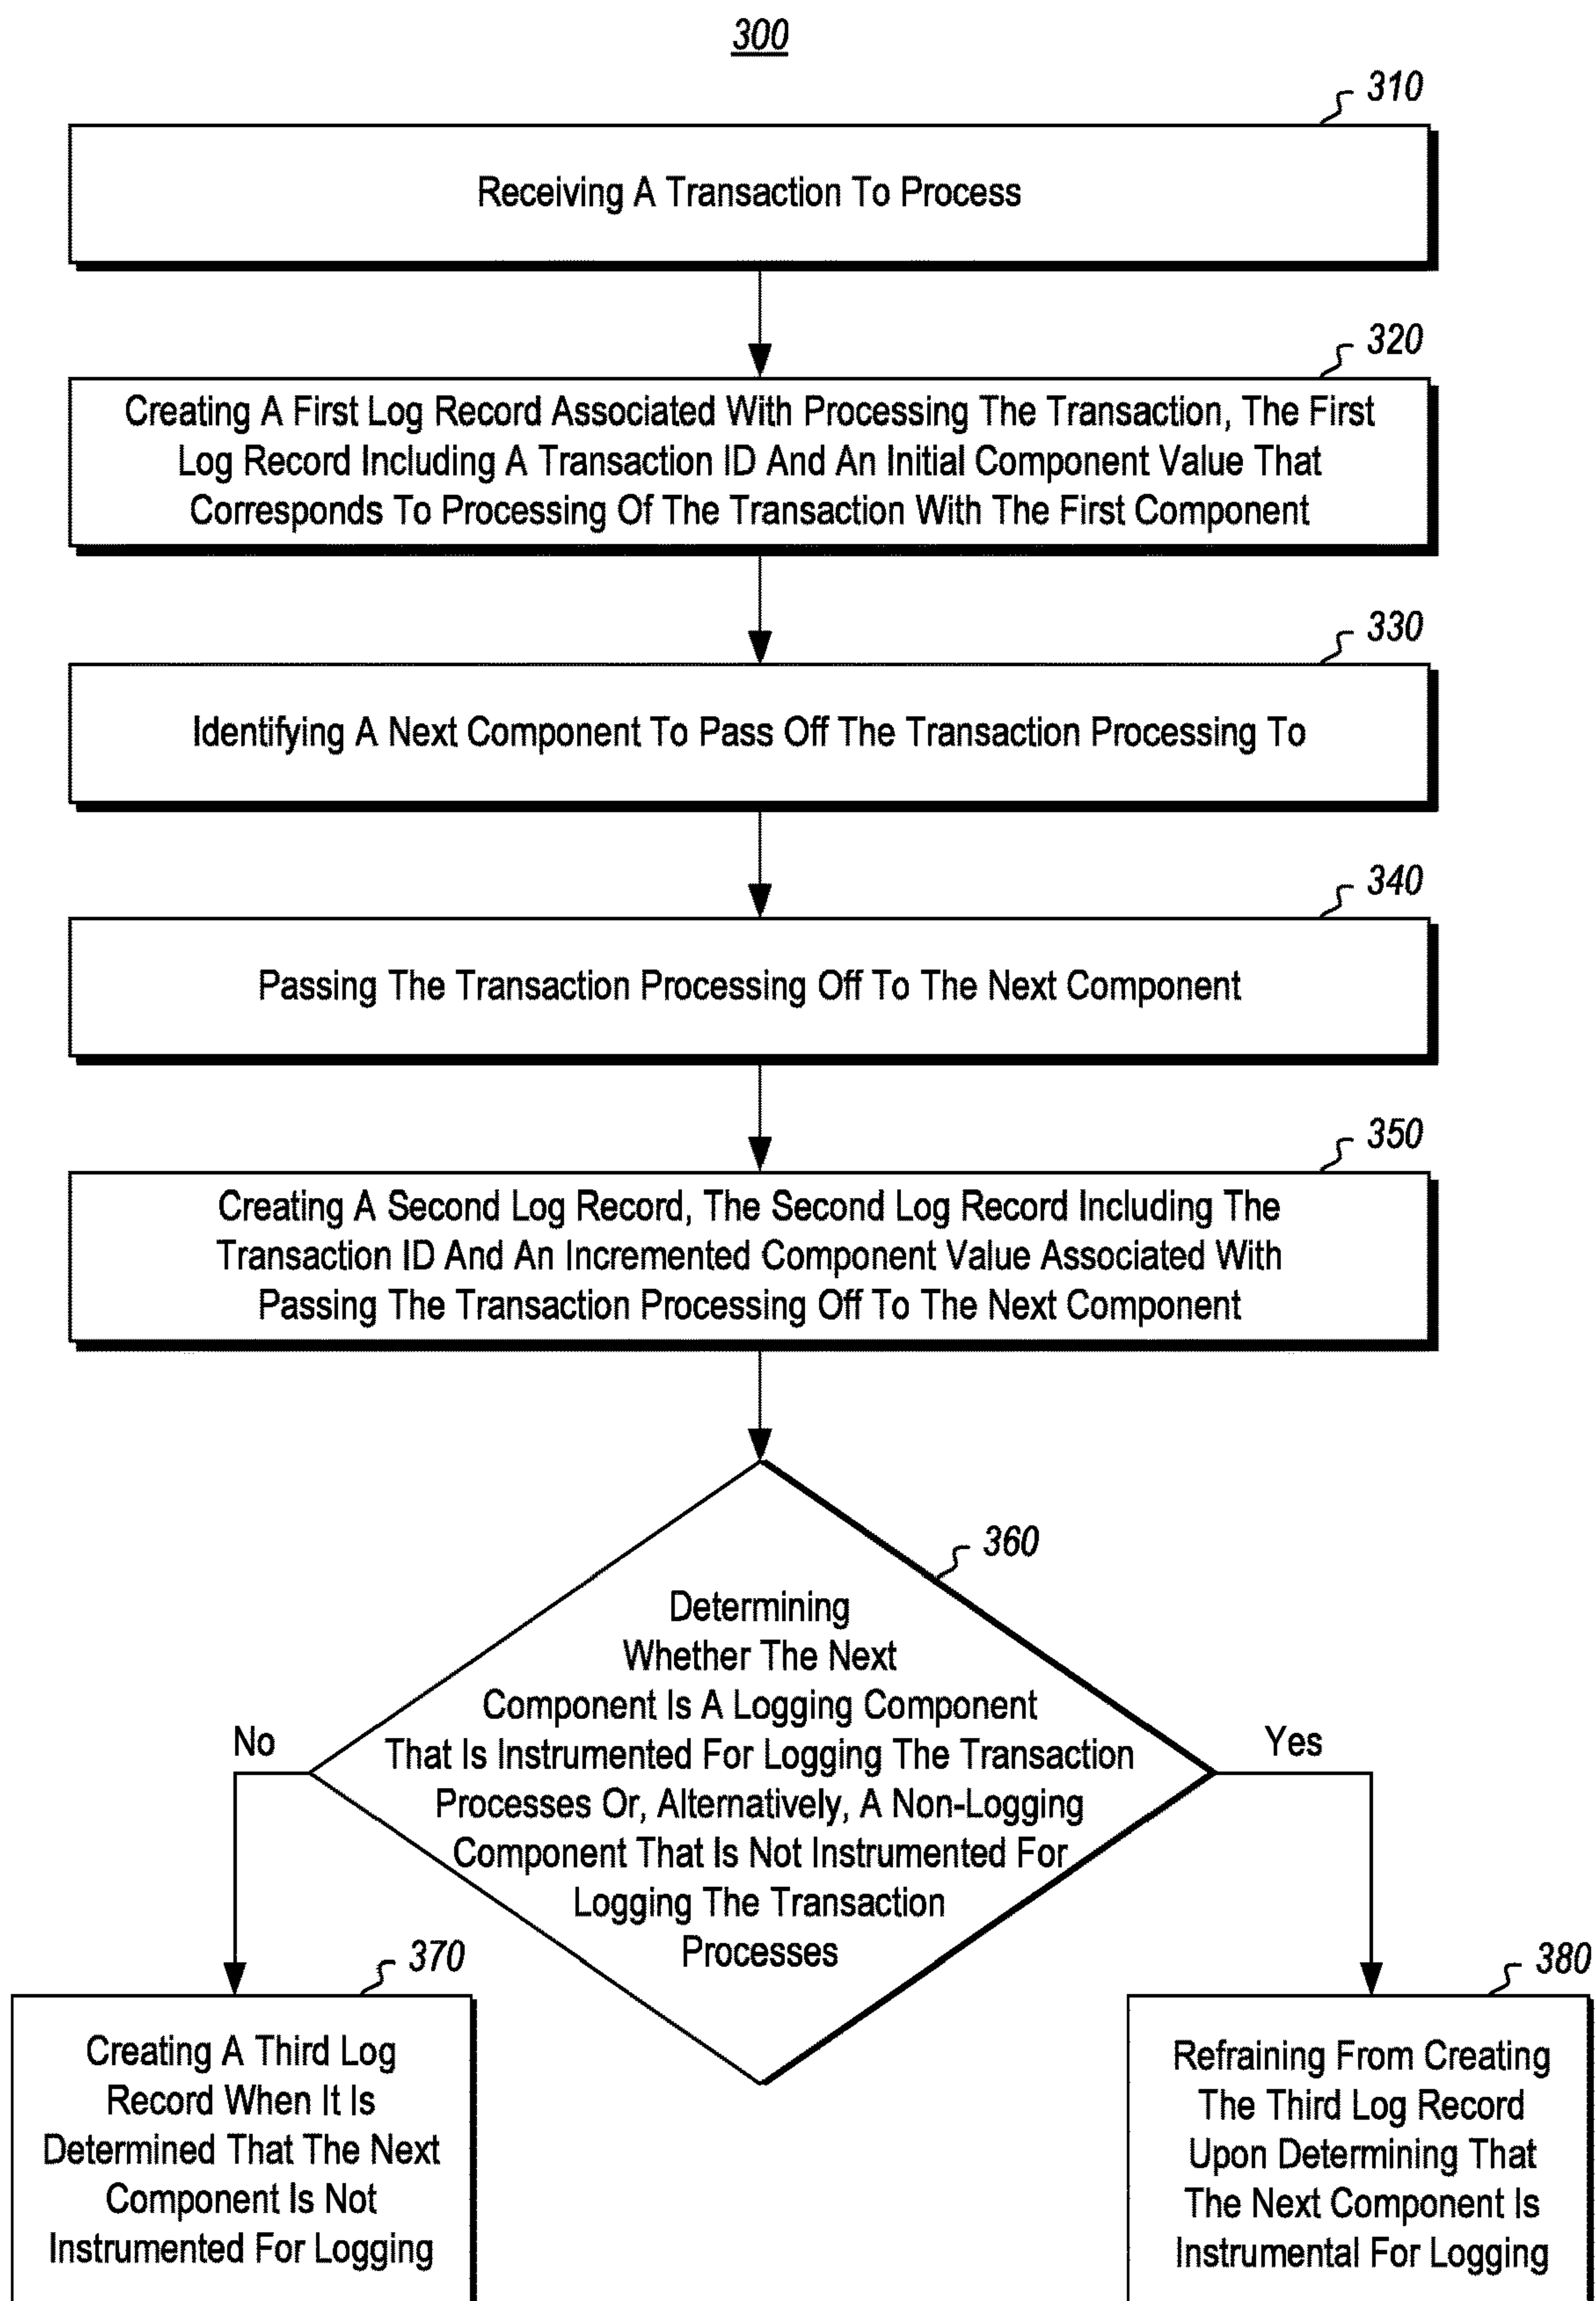 300
310
Receiving A Transaction To Process
320
Creating A First Log Record Associated With Processing The Transaction, The First
Log Record Including A Transaction ID And An Initial Component Value That
Corresponds To Processing Of The Transaction With The First Component
330
Identifying A Next Component To Pass Off The Transaction Processing To
340
Passing The Transaction Processing Off To The Next Component
350
Creating A Second Log Record, The Second Log Record Including The
Transaction ID And An Incremented Component Value Associated With
Passing The Transaction Processing Off To The Next Component
360
Determining
Whether The Next
Component Is A Logging Component
That Is Instrumented For Logging The Transaction
Processes Or, Alternatively, A Non-Logging
Component That Is Not Instrumented For
Logging The Transaction
Processes
No
Yes
370
Creating A Third Log
Record When It Is
Determined That The Next
Component Is Not
Instrumented For Logging
380
Refraining From Creating
The Third Log Record
Upon Determining That
The Next Component Is
Instrumental For Logging